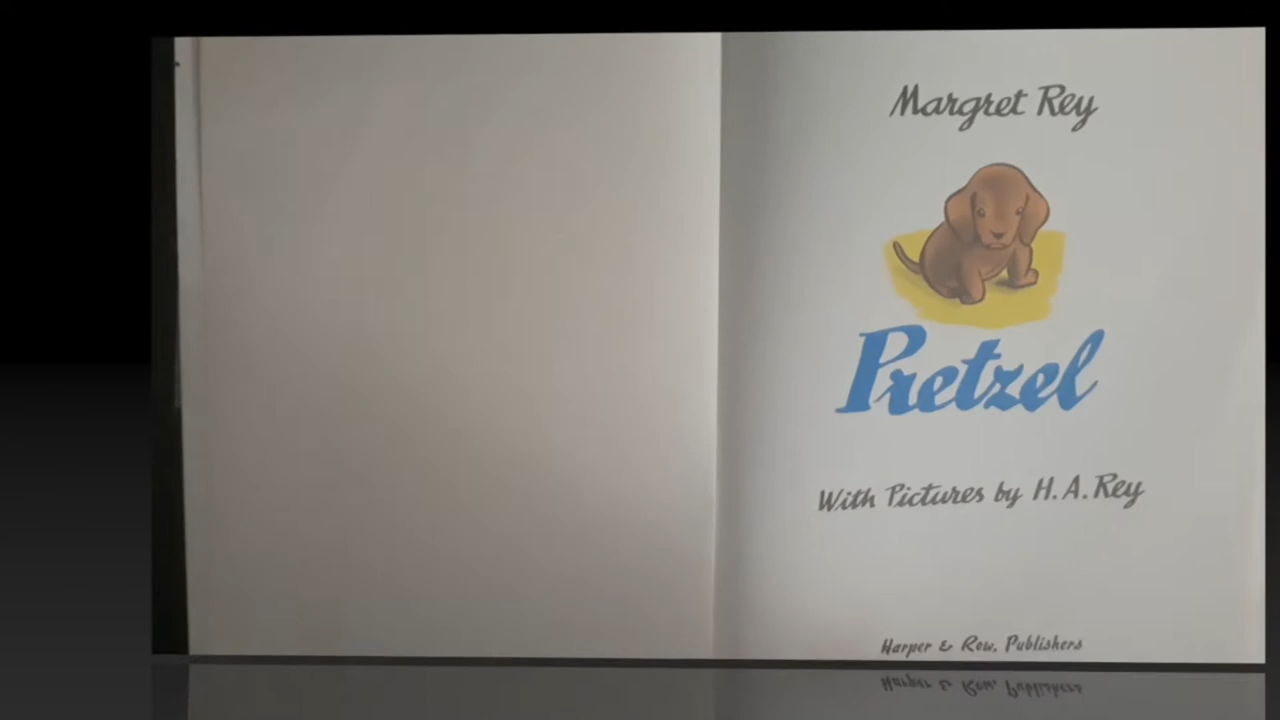 Margret Rey
Pretzel
With Pictures by H. A. Rey
Harper & Row, Publishers